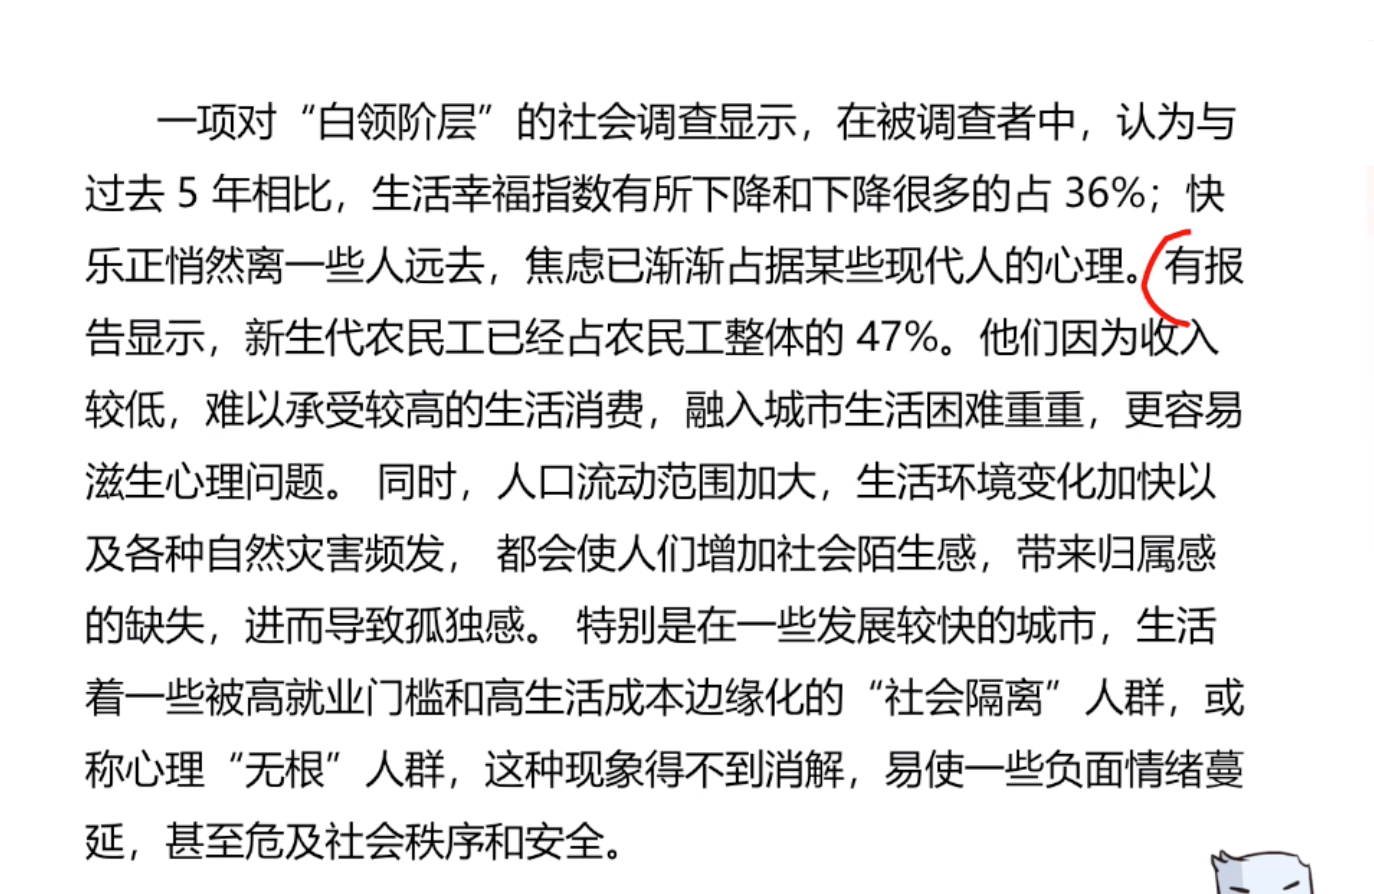 一项对“白领阶层”的社会调查显示，在被调查者中，认为与
过去 5 年相比，生活幸福指数有所下降和下降很多的占 36%；快
乐正悄然离一些人远去，焦虑已渐渐占据某些现代人的心理。有报
告显示，新生代农民工已经占农民工整体的 47%。他们因为收入
较低，难以承受较高的生活消费，融入城市生活困难重重，更容易
滋生心理问题。 同时，人口流动范围加大，生活环境变化加快以
及各种自然灾害频发， 都会使人们增加社会陌生感，带来归属感
的缺失，进而导致孤独感。 特别是在一些发展较快的城市，生活
着一些被高就业门槛和高生活成本边缘化的“社会隔离”人群，或
称心理“无根”人群，这种现象得不到消解，易使一些负面情绪蔓
延，甚至危及社会秩序和安全。